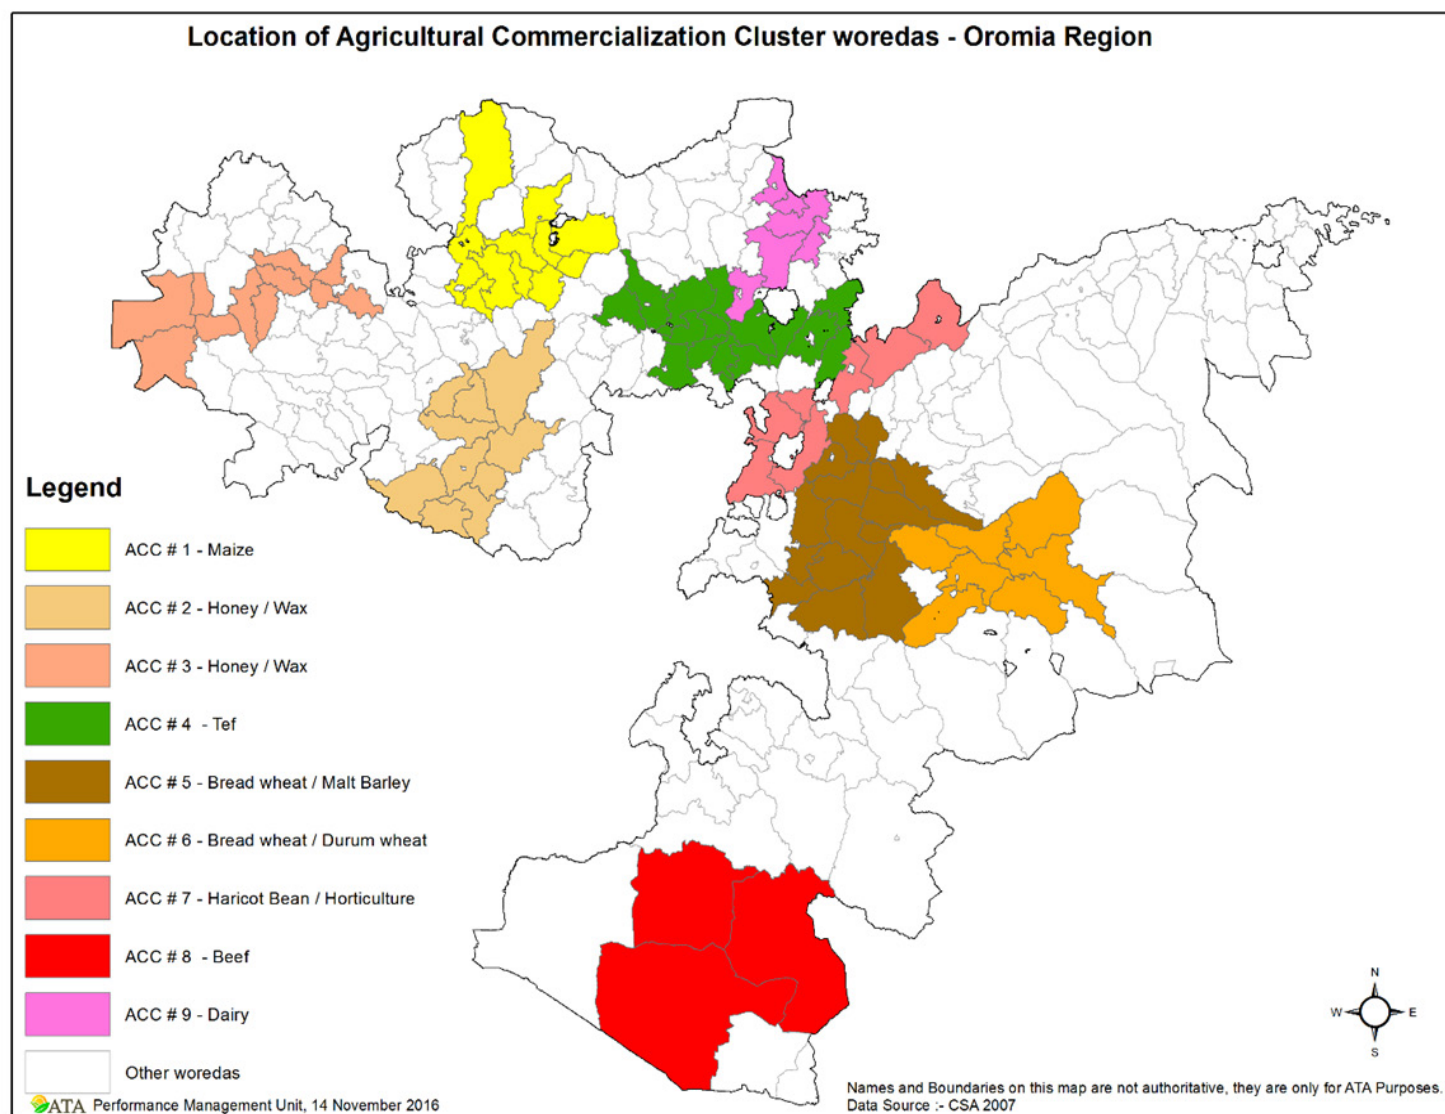 Location of Agricultural Commercialization Cluster woredas - Oromia Region
Legend
ACC # 1 - Maize
ACC # 2 - Honey / Wax
ACC # 3 - Honey / Wax
ACC # 4 - Tef
ACC # 5 - Bread wheat / Malt Barley
ACC # 6 - Bread wheat / Durum wheat
ACC # 7 - Haricot Bean / Horticulture
ACC # 8 - Beef
ACC # 9 - Dairy
Other woredas
N
W E
S
ATA Performance Management Unit, 14 November 2016
Names and Boundaries on this map are not authoritative, they are only for ATA Purposes.
Data Source :- CSA 2007